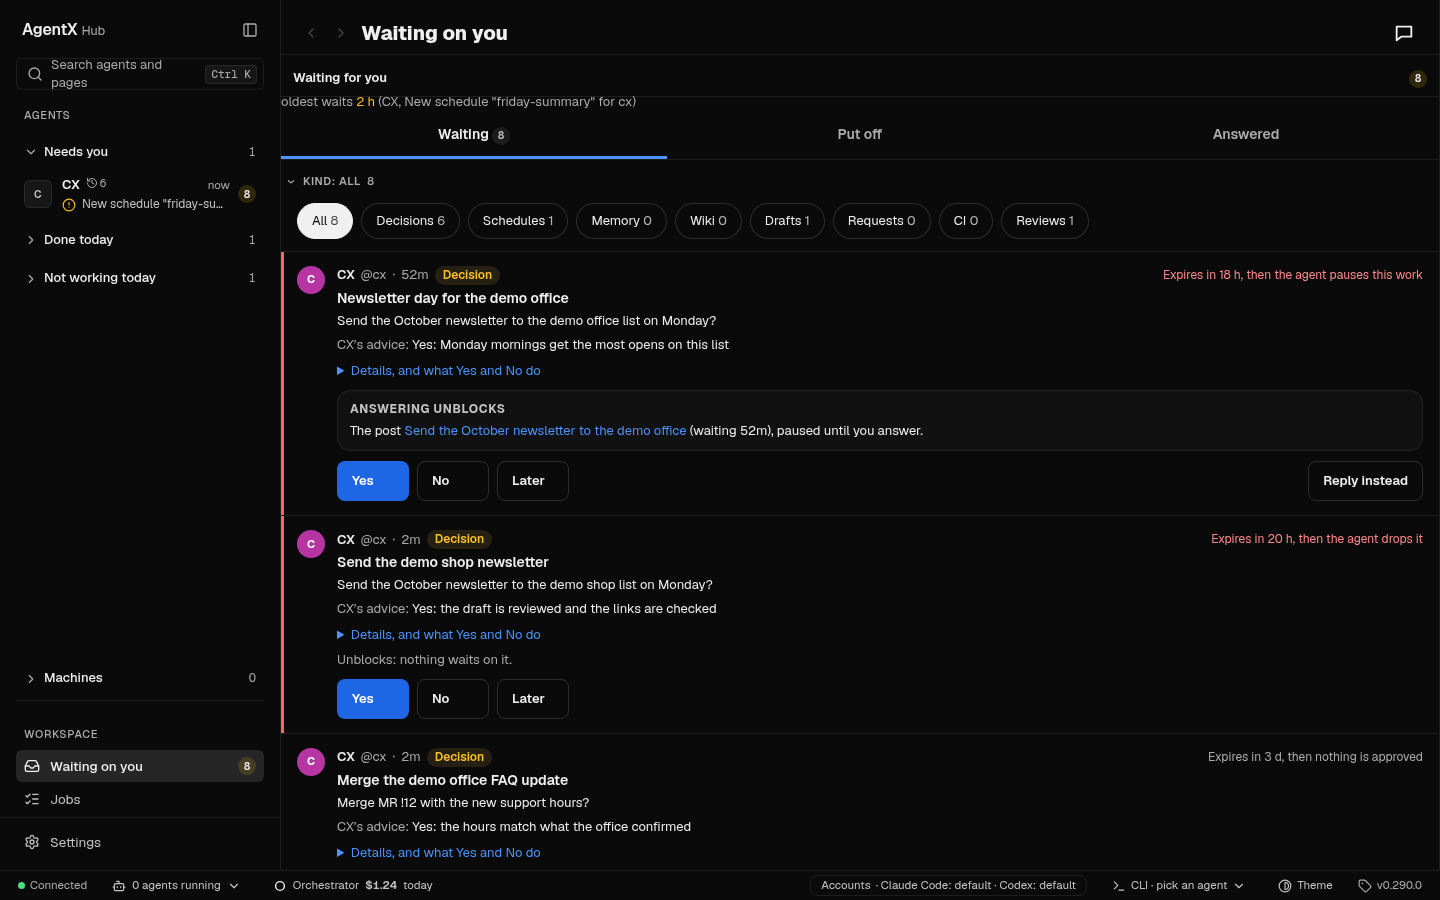 AgentX Hub
Search agents and pages
Ctrl K
AGENTS
Needs you 1
CX 6 now
New schedule "friday-su... 8
Done today 1
Not working today 1
Machines 0
WORKSPACE
Waiting on you 8
Jobs
Settings
Waiting on you
Waiting for you 8
oldest waits 2 h (CX, New schedule "friday-summary" for cx)
Waiting 8 Put off Answered
KIND: ALL 8
All 8 Decisions 6 Schedules 1 Memory 0 Wiki 0 Drafts 1 Requests 0 CI 0 Reviews 1
C CX @cx · 52m Decision Expires in 18 h, then the agent pauses this work
Newsletter day for the demo office
Send the October newsletter to the demo office list on Monday?
CX's advice: Yes: Monday mornings get the most opens on this list
Details, and what Yes and No do
ANSWERING UNBLOCKS
The post Send the October newsletter to the demo office (waiting 52m), paused until you answer.
Yes No Later Reply instead
C CX @cx · 2m Decision Expires in 20 h, then the agent drops it
Send the demo shop newsletter
Send the October newsletter to the demo shop list on Monday?
CX's advice: Yes: the draft is reviewed and the links are checked
Details, and what Yes and No do
Unblocks: nothing waits on it.
Yes No Later
C CX @cx · 2m Decision Expires in 3 d, then nothing is approved
Merge the demo office FAQ update
Merge MR !12 with the new support hours?
CX's advice: Yes: the hours match what the office confirmed
Details, and what Yes and No do
Connected 0 agents running Orchestrator $1.24 today Accounts · Claude Code: default · Codex: default CLI · pick an agent Theme v0.290.0